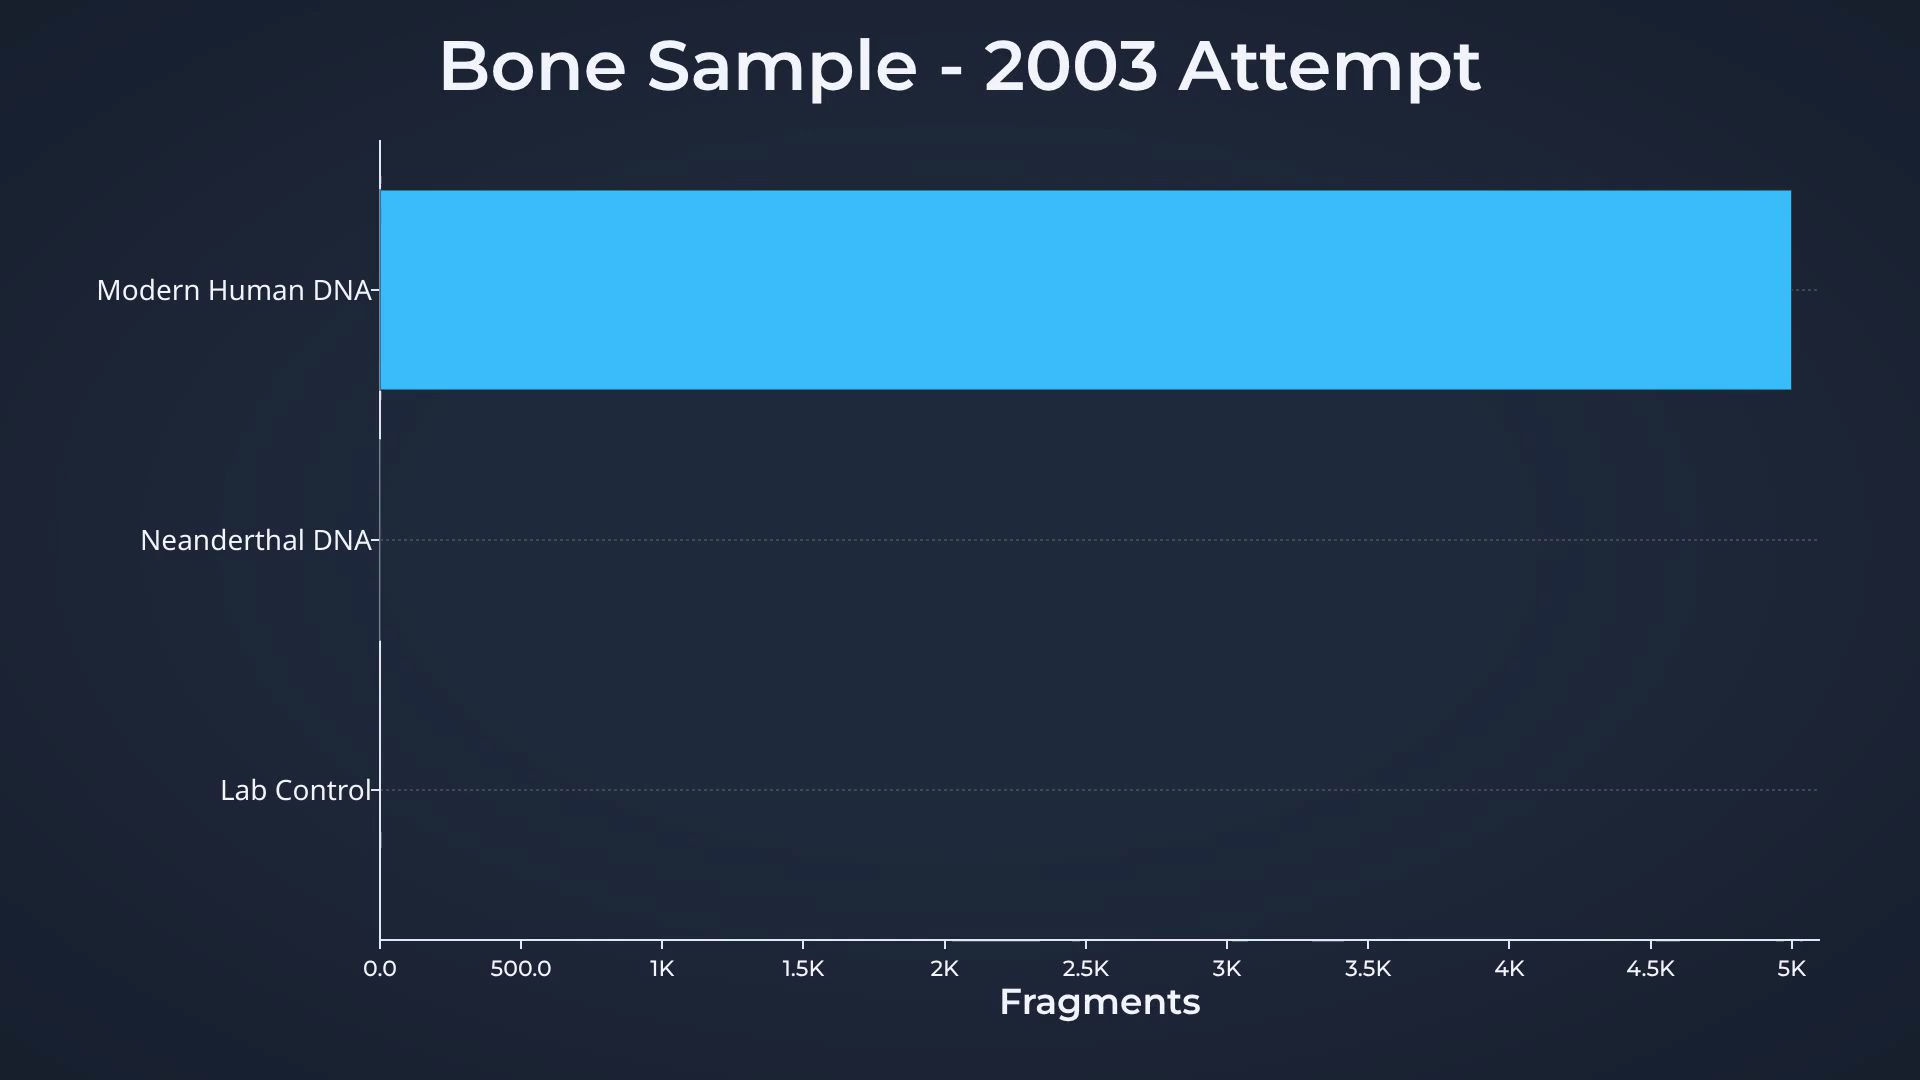 Bone Sample - 2003 Attempt
Modern Human DNA
Neanderthal DNA
Lab Control
0.0 500.0 1K 1.5K 2K 2.5K 3K 3.5K 4K 4.5K 5K
Fragments